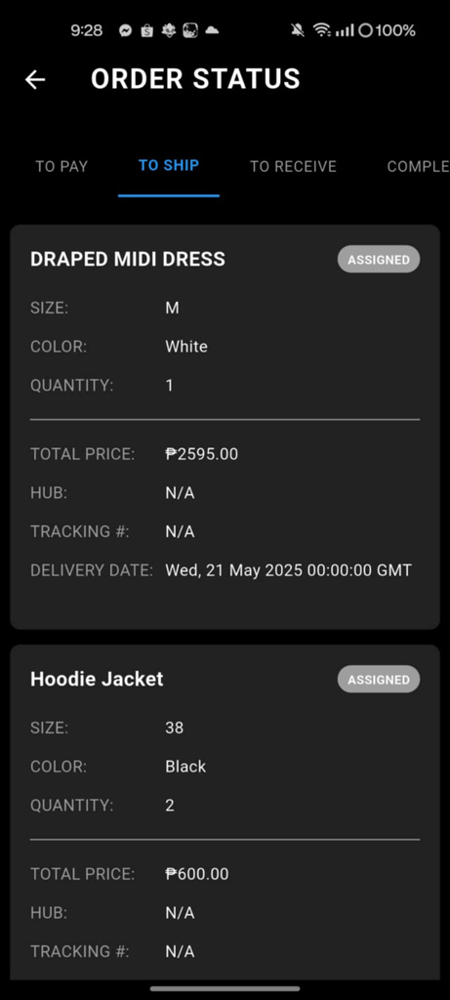 9:28
100%
ORDER STATUS
TO PAY
TO SHIP
TO RECEIVE
COMPLE
DRAPED MIDI DRESS
ASSIGNED
SIZE: M
COLOR: White
QUANTITY: 1
TOTAL PRICE: ₱2595.00
HUB: N/A
TRACKING #: N/A
DELIVERY DATE: Wed, 21 May 2025 00:00:00 GMT
Hoodie Jacket
ASSIGNED
SIZE: 38
COLOR: Black
QUANTITY: 2
TOTAL PRICE: ₱600.00
HUB: N/A
TRACKING #: N/A